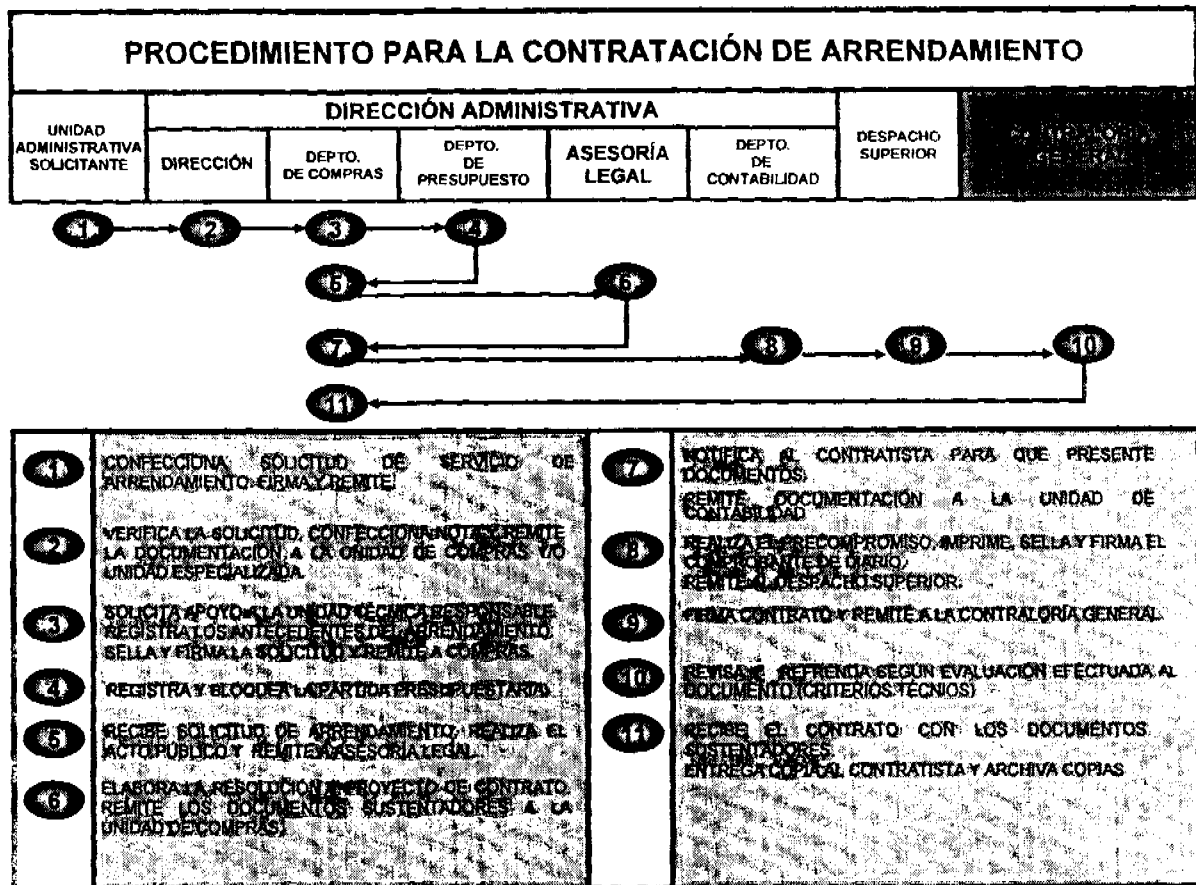 PROCEDIMIENTO PARA LA CONTRATACIÓN DE ARRENDAMIENTO
UNIDAD
ADMINISTRATIVA
SOLICITANTE
DIRECCIÓN ADMINISTRATIVA
DIRECCIÓN
DEPTO.
DE COMPRAS
DEPTO.
DE
PRESUPUESTO
ASESORÍA
LEGAL
DEPTO.
DE
CONTABILIDAD
DESPACHO
SUPERIOR
1
2
3
4
5
6
7
8
9
10
11
1
CONFECCIONA SOLICITUD DE SERVICIO DE
ARRENDAMIENTO FIRMA Y REMITE.
2
VERIFICA LA SOLICITUD, CONFECCIONA NOTA Y REMITE
LA DOCUMENTACIÓN, A LA UNIDAD DE COMPRAS Y/O
UNIDAD ESPECIALIZADA.
3
SOLICITA APOYO A LA UNIDAD TÉCNICA RESPONSABLE
REGISTRA LOS ANTECEDENTES DEL ARRENDAMIENTO.
SELLA Y FIRMA LA SOLICITUD Y REMITE A COMPRAS.
4
REGISTRA Y BLOQUEA LA PARTIDA PRESUPUESTARIA.
5
RECIBE SOLICITUD DE ARRENDAMIENTO, REALIZA EL
ACTO PÚBLICO Y REMITE A ASESORÍA LEGAL.
6
ELABORA LA RESOLUCIÓN Y PROYECTO DE CONTRATO.
REMITE LOS DOCUMENTOS SUSTENTADORES A LA
UNIDAD DE COMPRAS.
7
NOTIFICA AL CONTRATISTA PARA QUE PRESENTE
DOCUMENTOS.
REMITE DOCUMENTACIÓN A LA UNIDAD DE
CONTABILIDAD
8
REALIZA EL PRECOMPROMISO, IMPRIME, SELLA Y FIRMA EL
COMPROBANTE DE DIARIO.
REMITE AL DESPACHO SUPERIOR.
9
FIRMA CONTRATO Y REMITE A LA CONTRALORÍA GENERAL.
10
REVISA Y REFRENDA SEGÚN EVALUACIÓN EFECTUADA AL
DOCUMENTO (CRITERIOS TÉCNIOS)
11
RECIBE EL CONTRATO CON LOS DOCUMENTOS
SUSTENTADORES.
ENTREGA COPIA AL CONTRATISTA Y ARCHIVA COPIAS